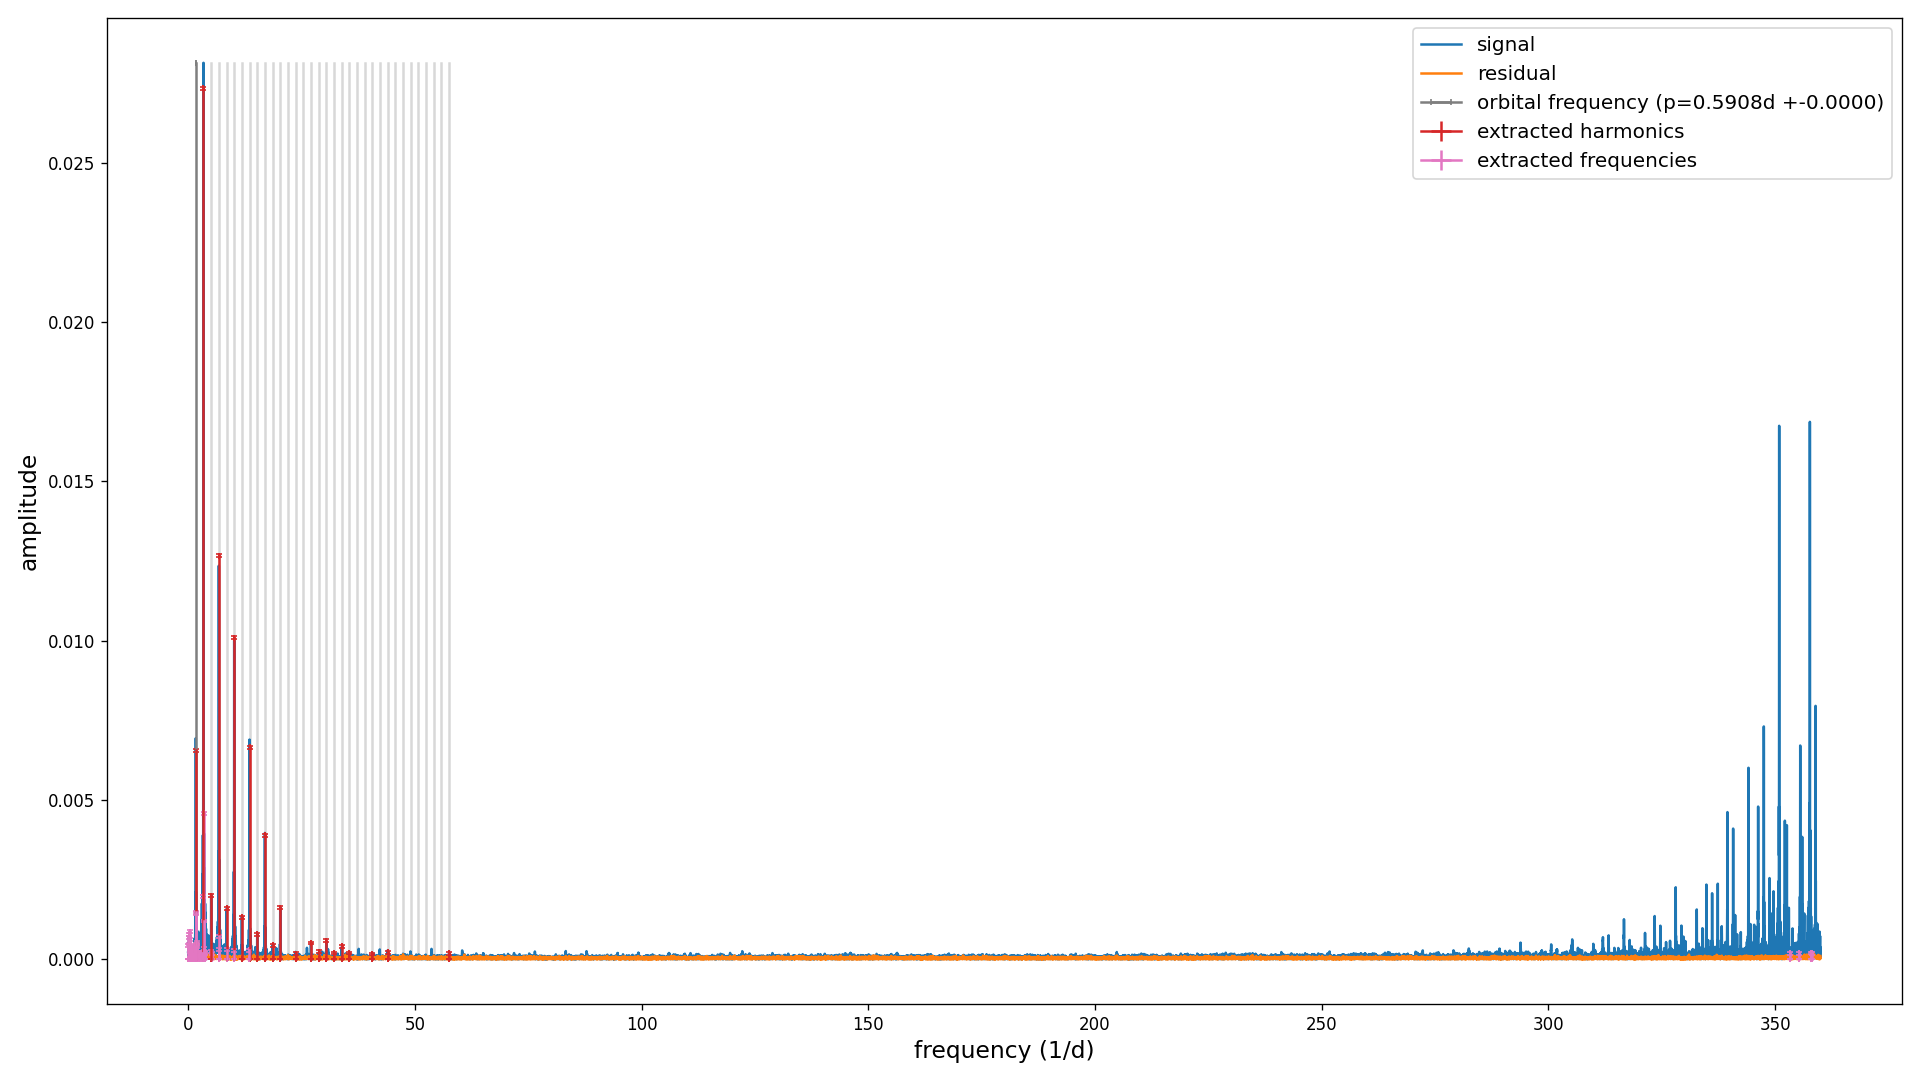 signal
residual
orbital frequency (p=0.5908d +-0.0000)
extracted harmonics
extracted frequencies
amplitude
0.025
0.020
0.015
0.010
0.005
0.000
0 50 100 150 200 250 300 350
frequency (1/d)